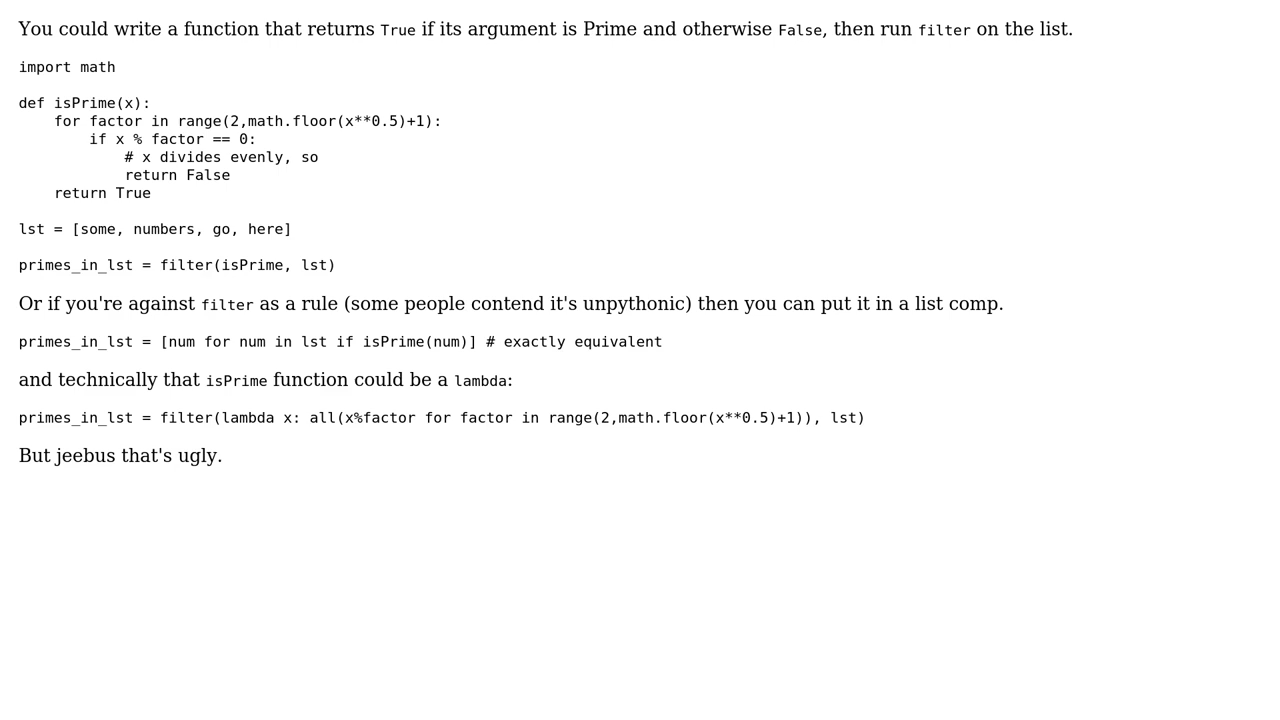 You could write a function that returns True if its argument is Prime and otherwise False, then run filter on the list.
import math
def isPrime(x):
    for factor in range(2,math.floor(x**0.5)+1):
        if x % factor == 0:
            # x divides evenly, so
            return False
    return True
lst = [some, numbers, go, here]
primes_in_lst = filter(isPrime, lst)
Or if you're against filter as a rule (some people contend it's unpythonic) then you can put it in a list comp.
primes_in_lst = [num for num in lst if isPrime(num)] # exactly equivalent
and technically that isPrime function could be a lambda:
primes_in_lst = filter(lambda x: all(x%factor for factor in range(2,math.floor(x**0.5)+1)), lst)
But jeebus that's ugly.